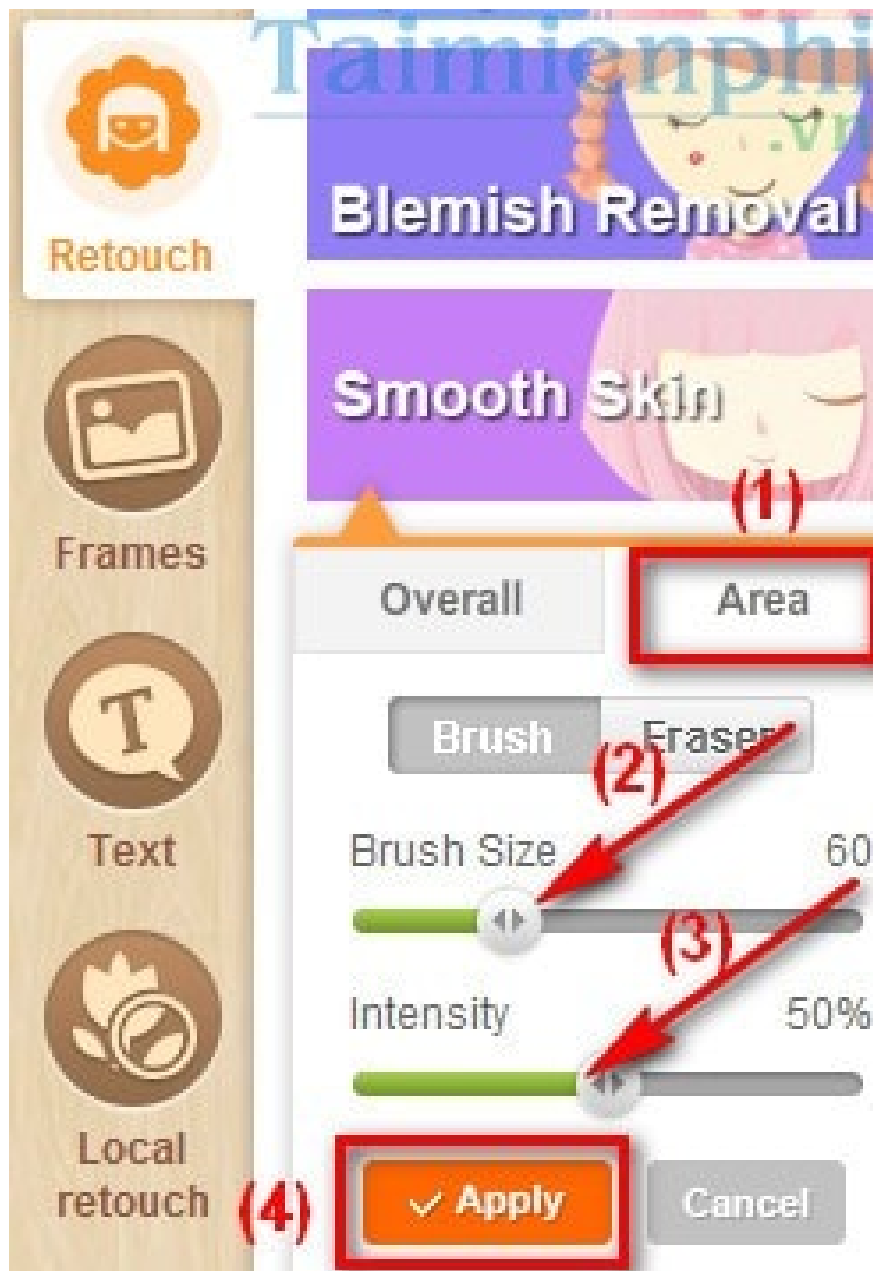 Taimienphi
.vn
Blemish Removal
Retouch
Smooth Skin
(1)
Frames
Overall Area
Brush Eraser
(2)
Text
Brush Size 60
(3)
Intensity 50%
Local
retouch
(4)
Apply Cancel